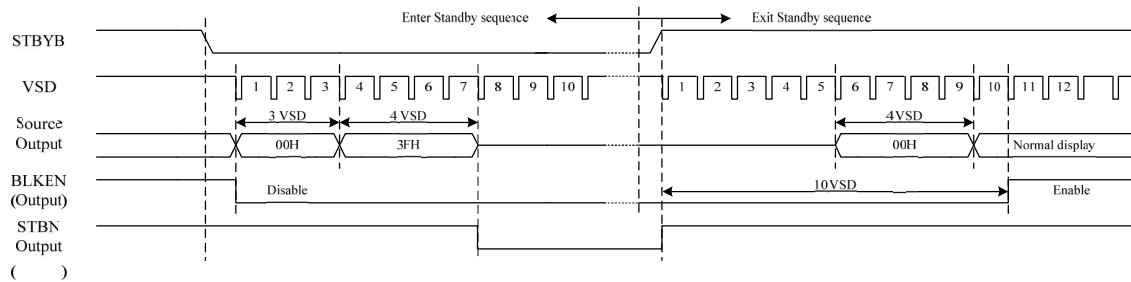 Enter Standby sequence Exit Standby sequence
STBYB
VSD 1 2 3 4 5 6 7 8 9 10 1 2 3 4 5 6 7 8 9 10 11 12
3 VSD 4 VSD 4VSD
Source
Output
00H 3FH 00H Normal display
BLKEN
(Output)
Disable 10VSD Enable
STBN
Output
( )